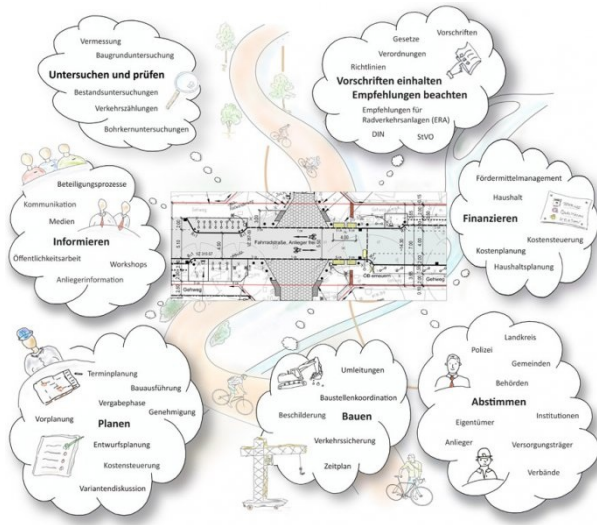 Vermessung
Baugrunduntersuchung
Untersuchen und prüfen
Bestandsuntersuchungen
Verkehrszählungen
Bohrkernuntersuchungen
Gesetze
Vorschriften
Verordnungen
Richtlinien
Vorschriften einhalten
Empfehlungen beachten
Empfehlungen für
Radverkehrsanlagen (ERA)
DIN
StVO
Beteiligungsprozesse
Kommunikation
Medien
Informieren
Öffentlichkeitsarbeit
Workshops
Anliegerinformation
Fahrradstraße, Anlieger frei
Gehweg
Gehweg
Fördermittelmanagement
Haushalt
Finanzieren
Kostensteuerung
Kostenplanung
Haushaltsplanung
Terminplanung
Bauausführung
Vergabephase
Genehmigung
Vorplanung
Planen
Entwurfsplanung
Kostensteuerung
Variantendiskussion
Umleitungen
Baustellenkoordination
Beschilderung
Bauen
Verkehrssicherung
Zeitplan
Landkreis
Polizei
Gemeinden
Behörden
Abstimmen
Institutionen
Eigentümer
Anlieger
Versorgungsträger
Verbände